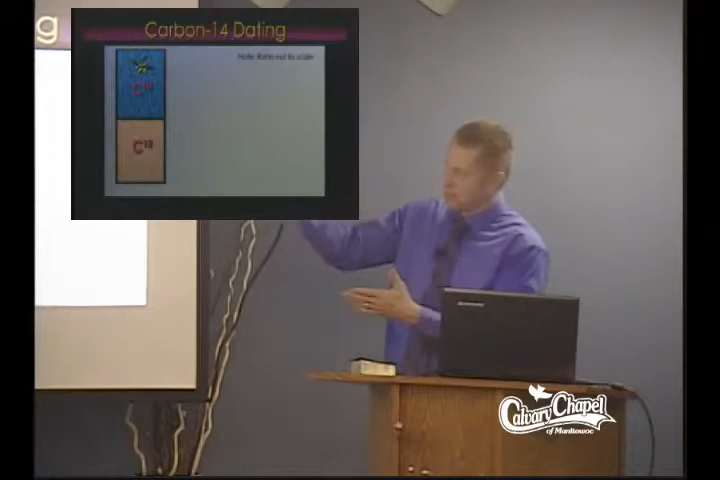 g
Carbon-14 Dating
Note: Ratio not to scale
C14
C12
Calvary Chapel
of Manitowoc